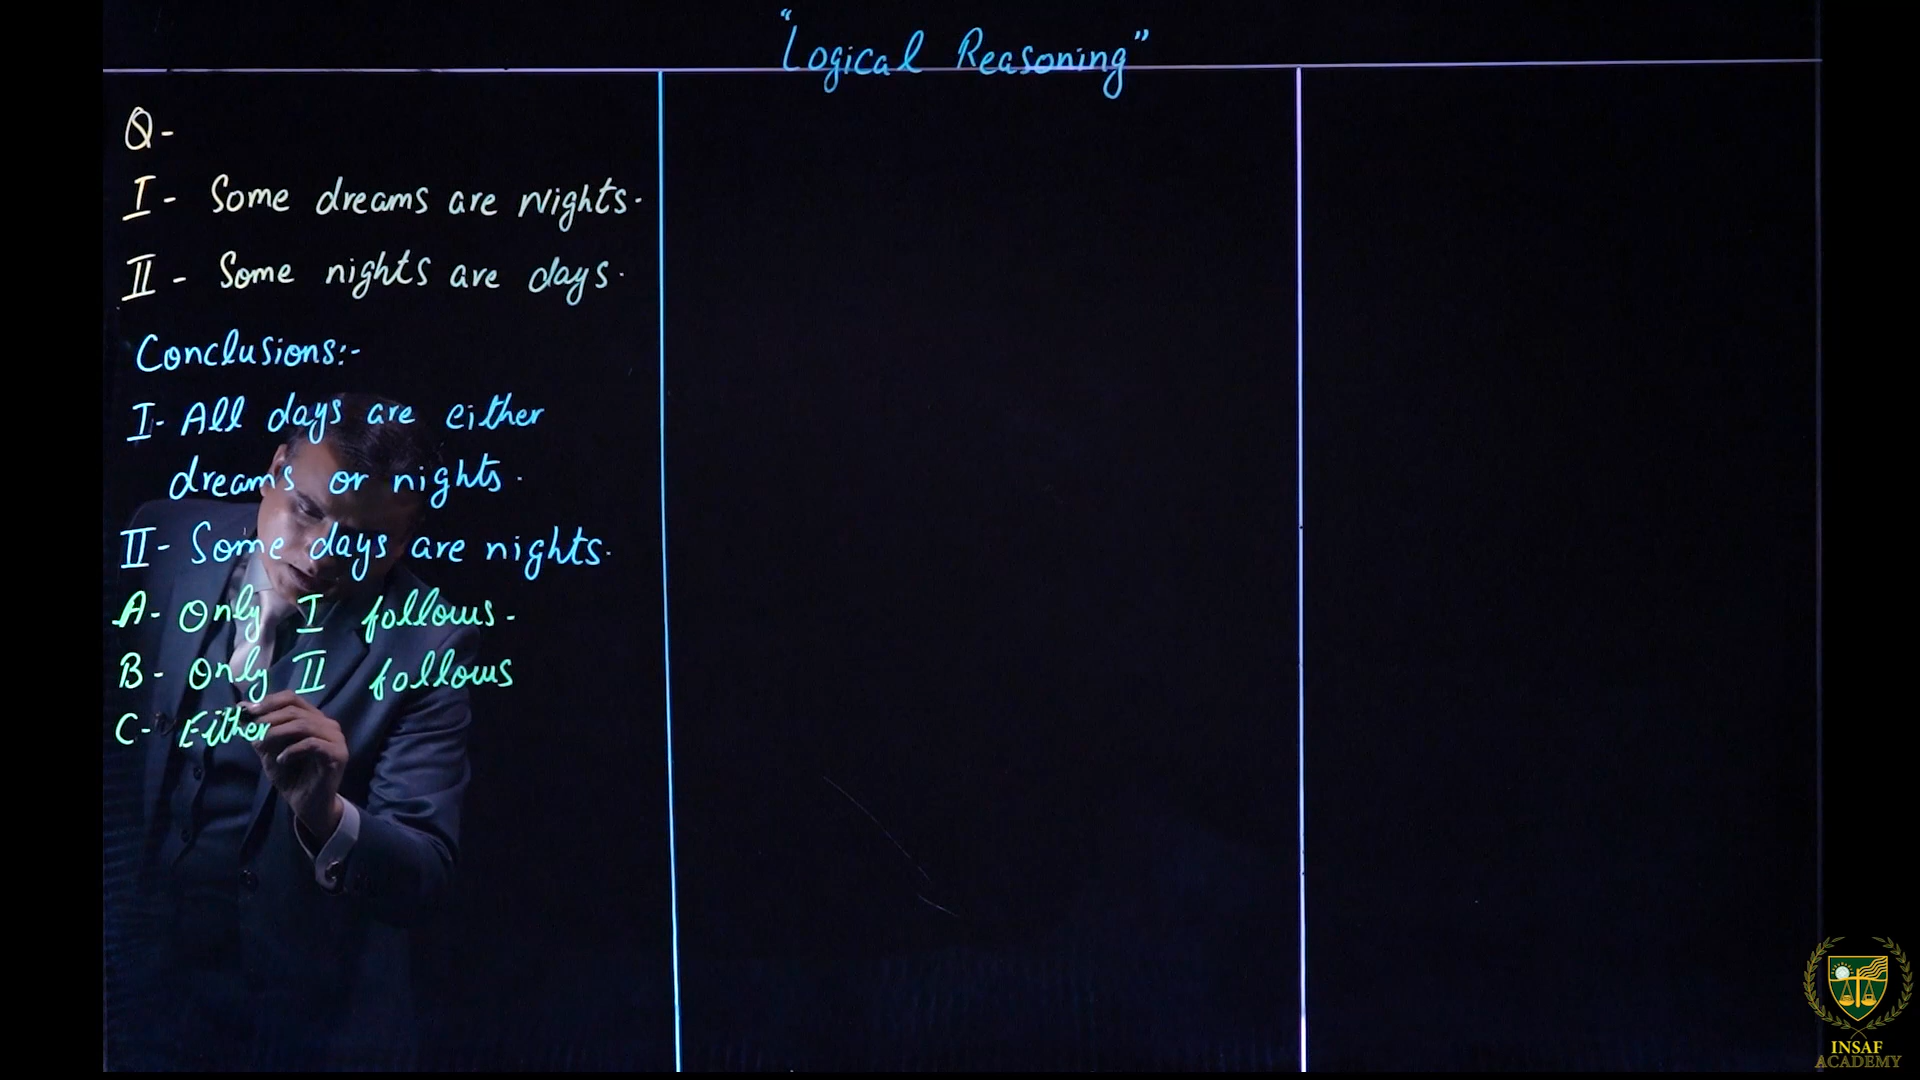 "Logical Reasoning"
Q-
I- Some dreams are Nights.
II- Some nights are days.
Conclusions:-
I- All days are either
dreams or nights.
II- Some days are nights.
A- Only I follows.
B- Only II follows
C- Either
INSAF
ACADEMY